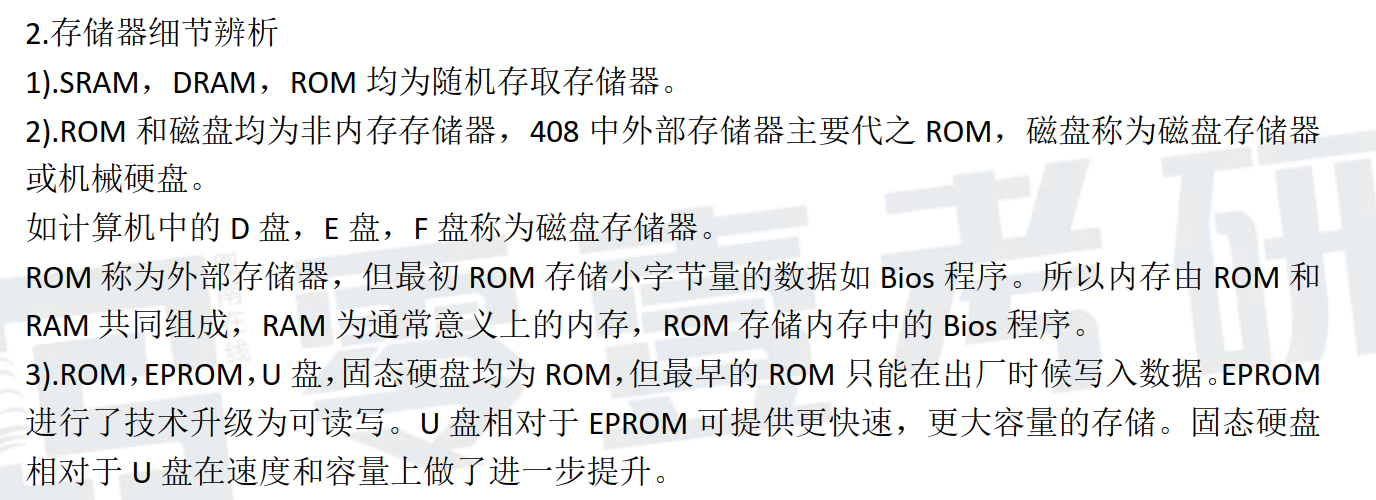 2.存储器细节辨析
1).SRAM，DRAM，ROM 均为随机存取存储器。
2).ROM 和磁盘均为非内存存储器，408 中外部存储器主要代之 ROM，磁盘称为磁盘存储器
或机械硬盘。
如计算机中的 D 盘，E 盘，F 盘称为磁盘存储器。
ROM 称为外部存储器，但最初 ROM 存储小字节量的数据如 Bios 程序。所以内存由 ROM 和
RAM 共同组成，RAM 为通常意义上的内存，ROM 存储内存中的 Bios 程序。
3).ROM，EPROM，U 盘，固态硬盘均为 ROM，但最早的 ROM 只能在出厂时候写入数据。EPROM
进行了技术升级为可读写。U 盘相对于 EPROM 可提供更快速，更大容量的存储。固态硬盘
相对于 U 盘在速度和容量上做了进一步提升。
零壹考研